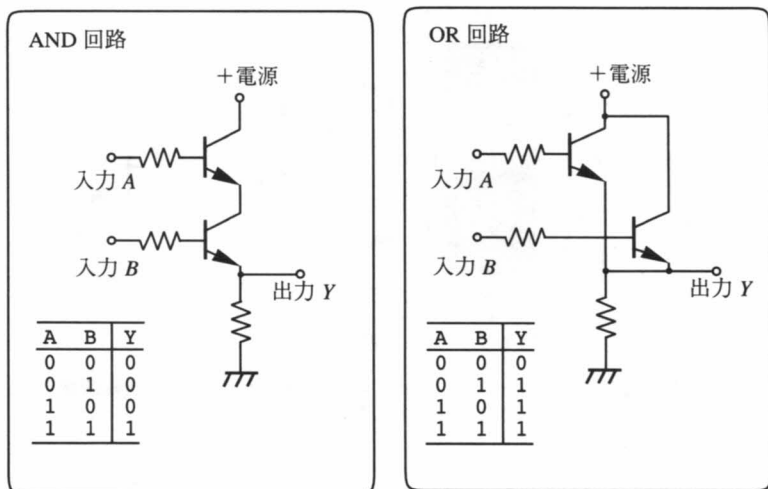 AND 回路
+電源
入力 A
入力 B
出力 Y
A B Y
0 0 0
0 1 0
1 0 0
1 1 1
OR 回路
+電源
入力 A
入力 B
出力 Y
A B Y
0 0 0
0 1 1
1 0 1
1 1 1